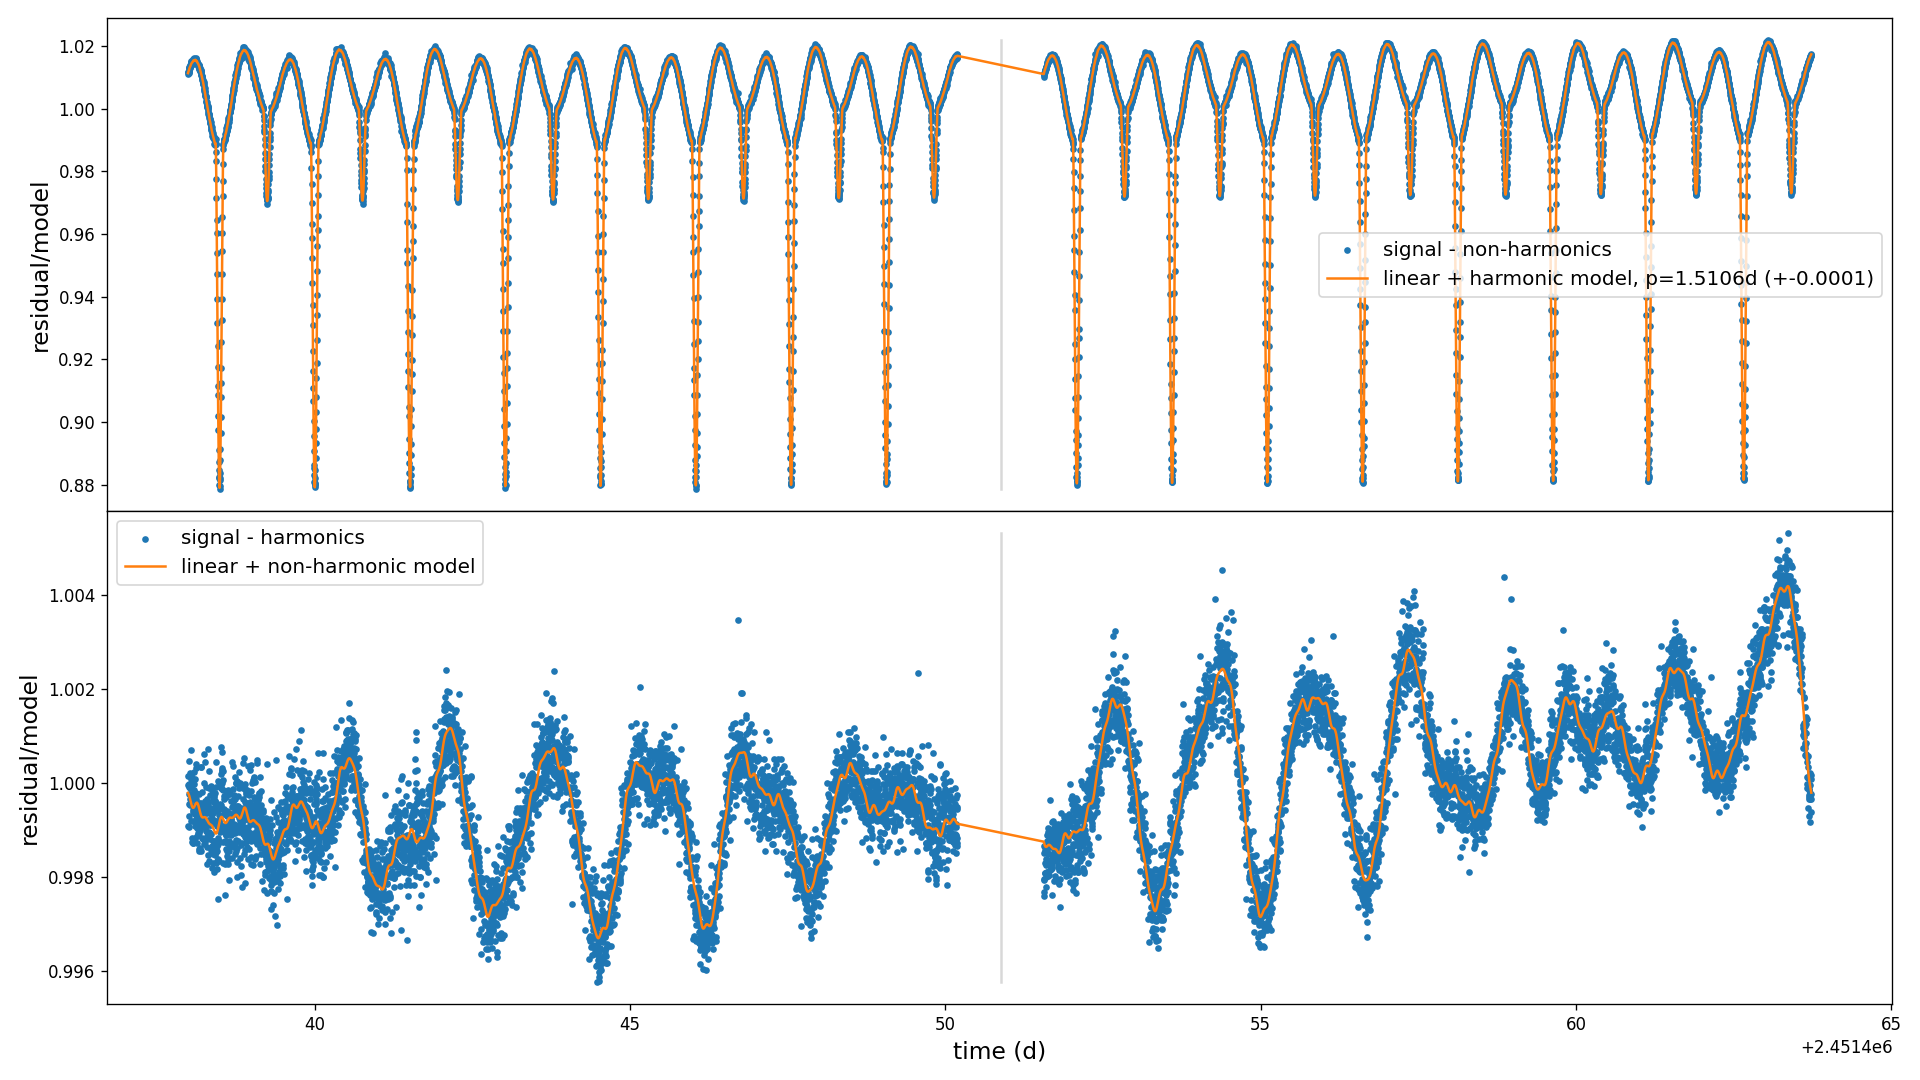 1.02
1.00
0.98
0.96
0.94
0.92
0.90
0.88
residual/model
signal - non-harmonics
linear + harmonic model, p=1.5106d (+-0.0001)
signal - harmonics
linear + non-harmonic model
1.004
1.002
1.000
0.998
0.996
residual/model
40 45 50 55 60 65
time (d)
+2.4514e6